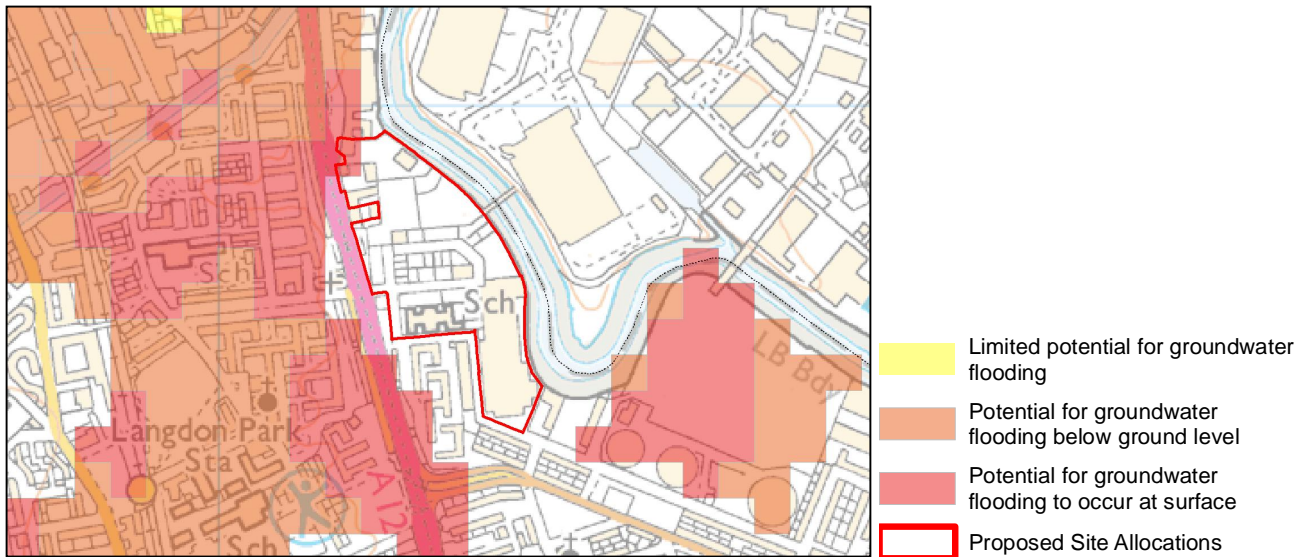 Sch
Sch
Langdon Park
Sta
Sch
A12
LB Bdy
Limited potential for groundwater
flooding
Potential for groundwater
flooding below ground level
Potential for groundwater
flooding to occur at surface
Proposed Site Allocations